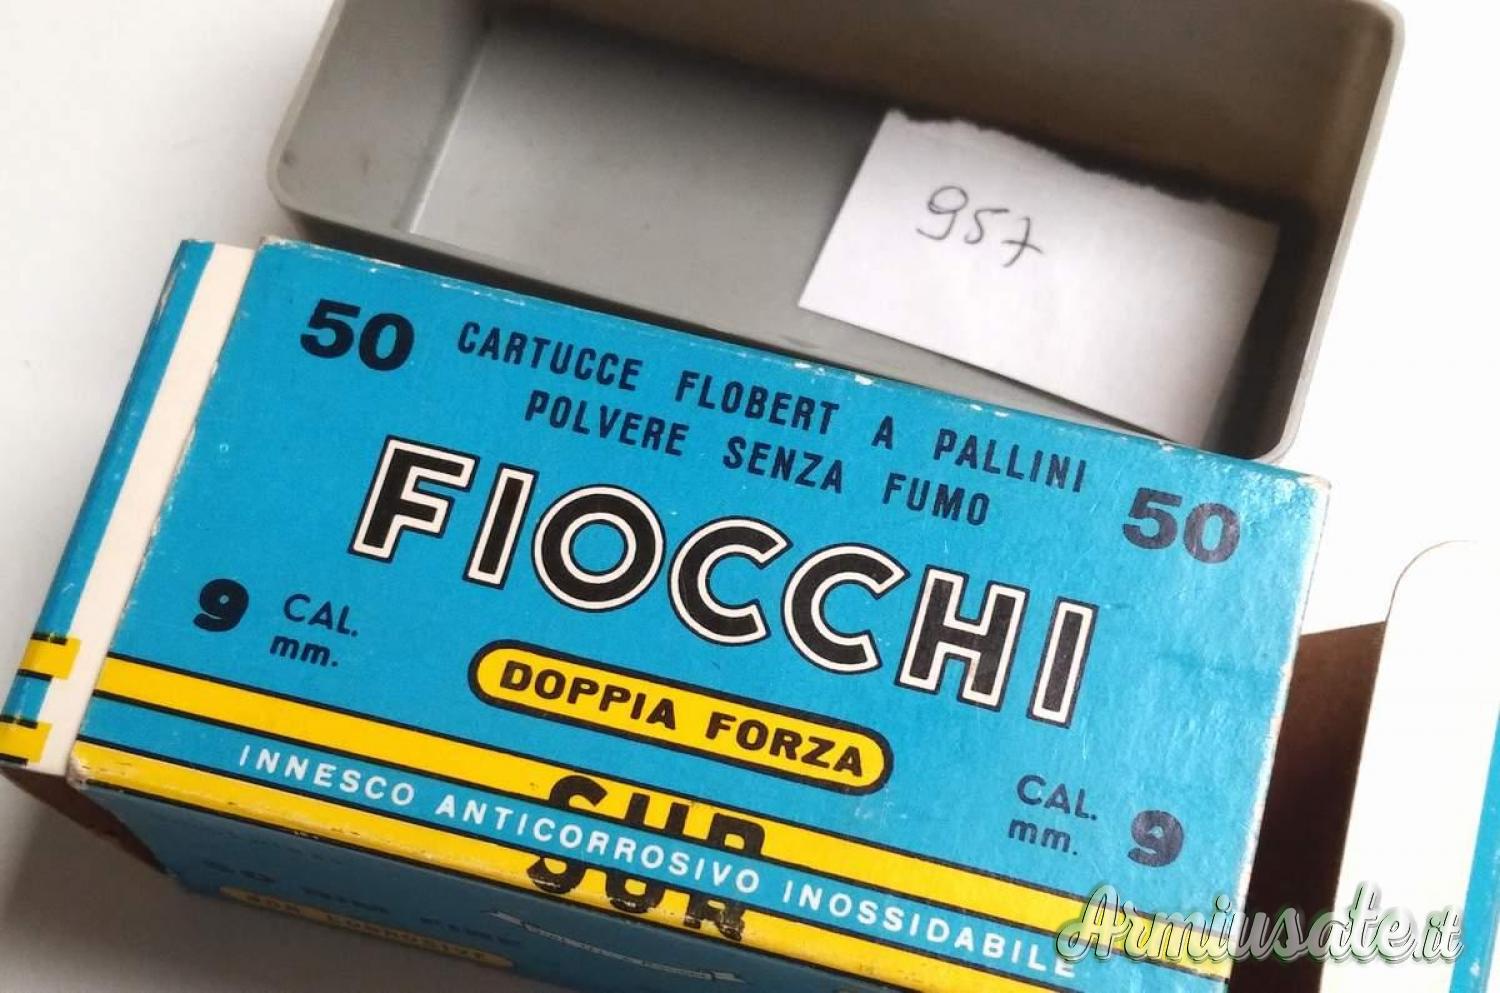 957
50 CARTUCCE FLOBERT A PALLINI 50
POLVERE SENZA FUMO
FIOCCHI
9 CAL. mm.
DOPPIA FORZA
CAL. mm. 9
INNESCO ANTICORROSIVO INOSSIDABILE
Armiusate.it